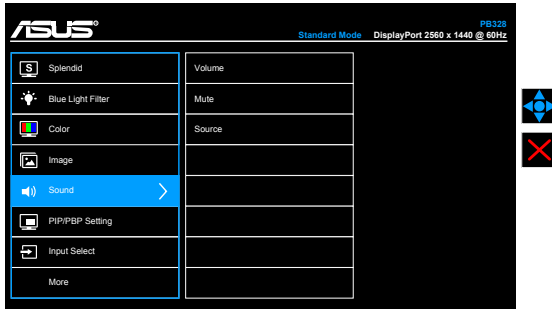 ASUS
PB328
Standard Mode DisplayPort 2560 x 1440 @ 60Hz
S Splendid
Volume
Blue Light Filter
Mute
Color
Source
Image
Sound
PIP/PBP Setting
Input Select
More